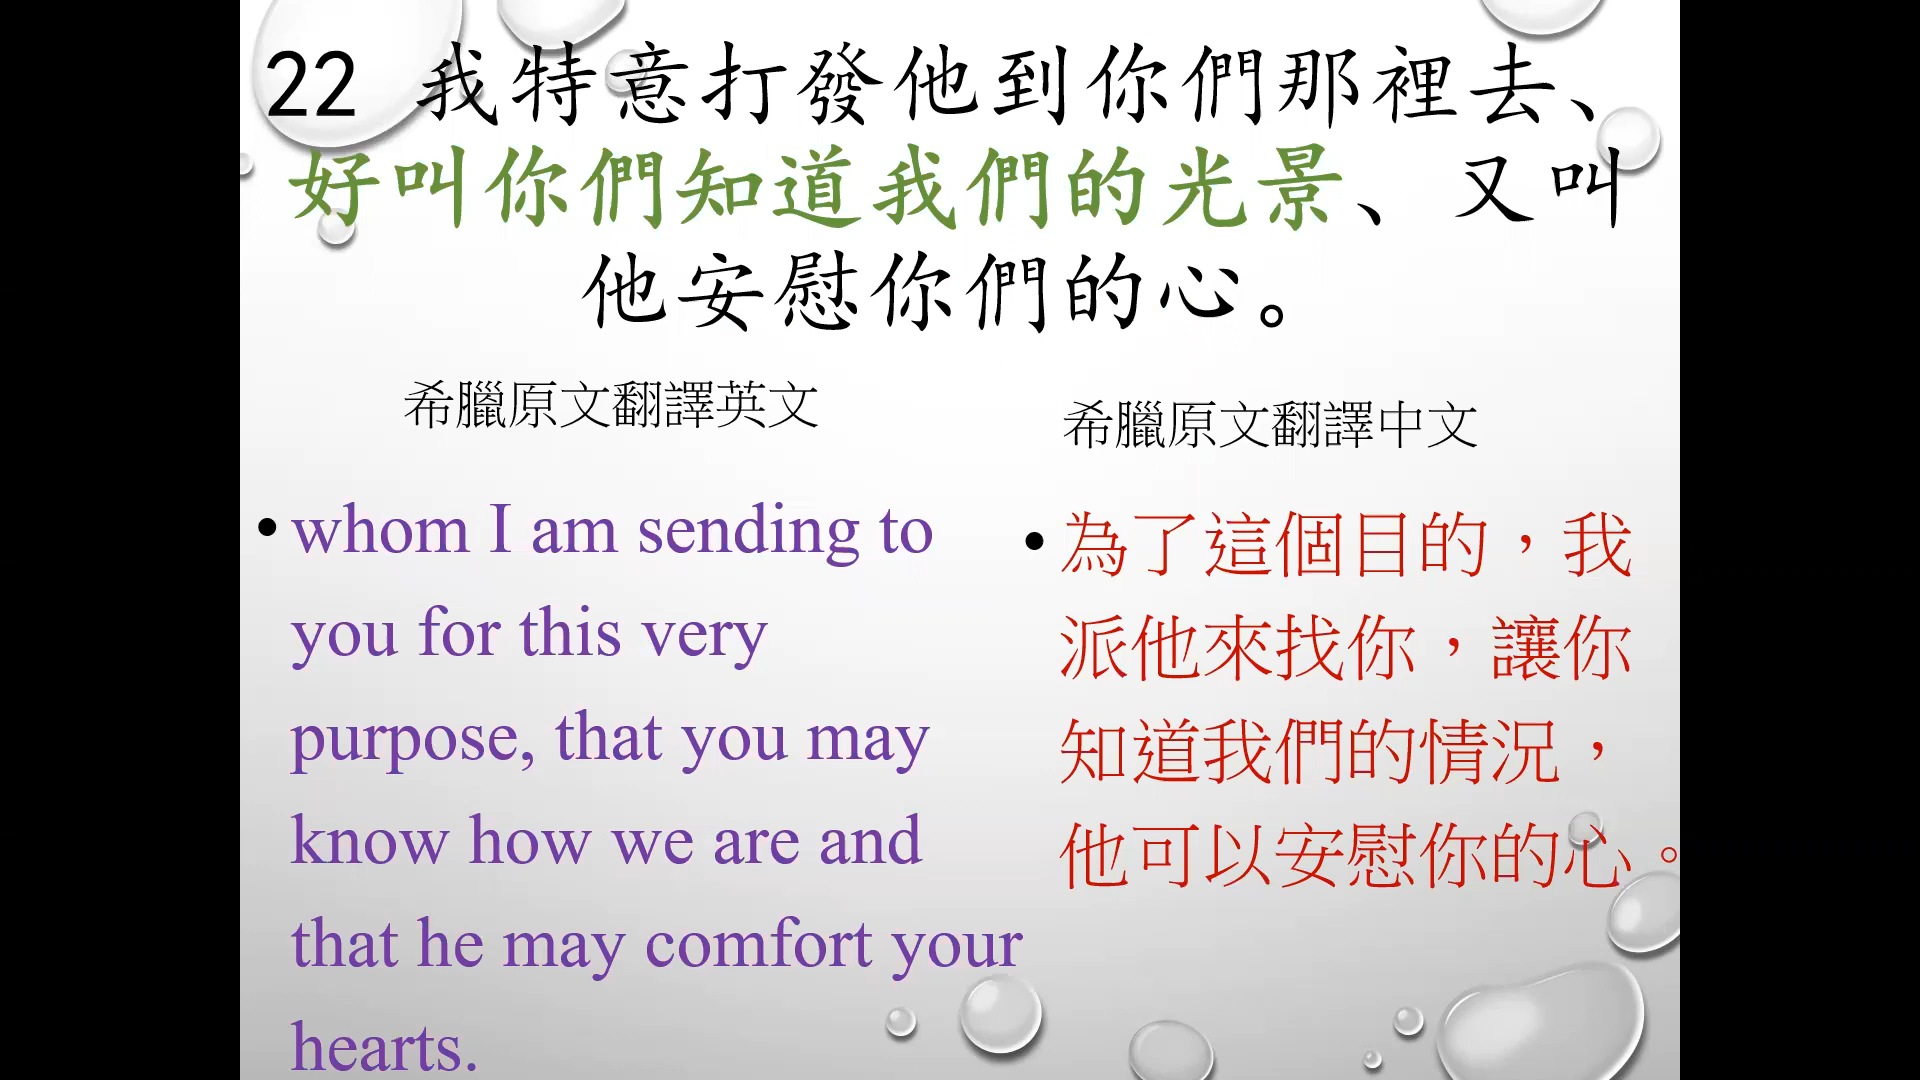 22 我特意打發他到你們那裡去、
好叫你們知道我們的光景、又叫
他安慰你們的心。
希臘原文翻譯英文
• whom I am sending to
you for this very
purpose, that you may
know how we are and
that he may comfort your
hearts.
希臘原文翻譯中文
• 為了這個目的，我
派他來找你，讓你
知道我們的情況，
他可以安慰你的心。